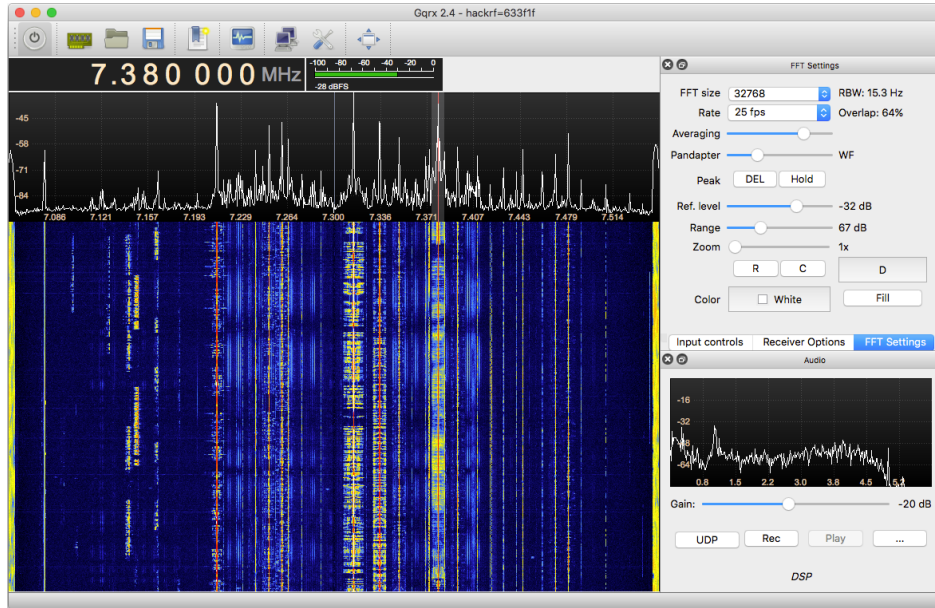 Gqrx 2.4 - hackrf=633f1f
7.380 000 MHz
-100 -80 -60 -40 -20 0
-28 dBFS
-45
-58
-71
-84
7.086 7.121 7.157 7.193 7.229 7.264 7.300 7.336 7.371 7.407 7.443 7.479 7.514
FFT Settings
FFT size 32768 RBW: 15.3 Hz
Rate 25 fps Overlap: 64%
Averaging
Pandapter WF
Peak DEL Hold
Ref. level -32 dB
Range 67 dB
Zoom 1x
R C D
Color White Fill
Input controls Receiver Options FFT Settings
Audio
-16
-32
-48
-64
0.8 1.5 2.2 3.0 3.8 4.5 5.2
Gain: -20 dB
UDP Rec Play ...
DSP